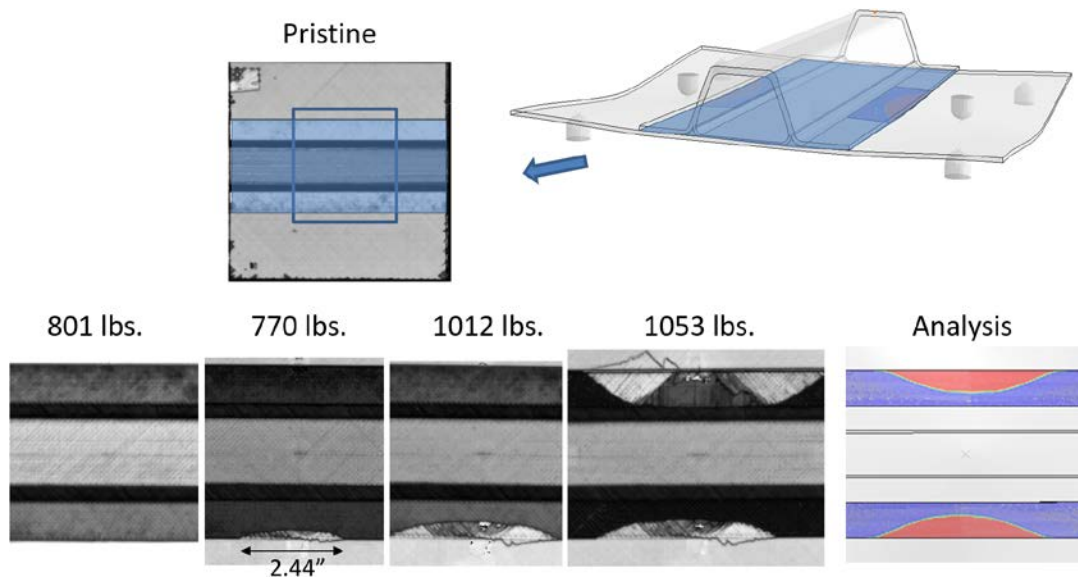 Pristine
801 lbs.
770 lbs.
1012 lbs.
1053 lbs.
Analysis
2.44”